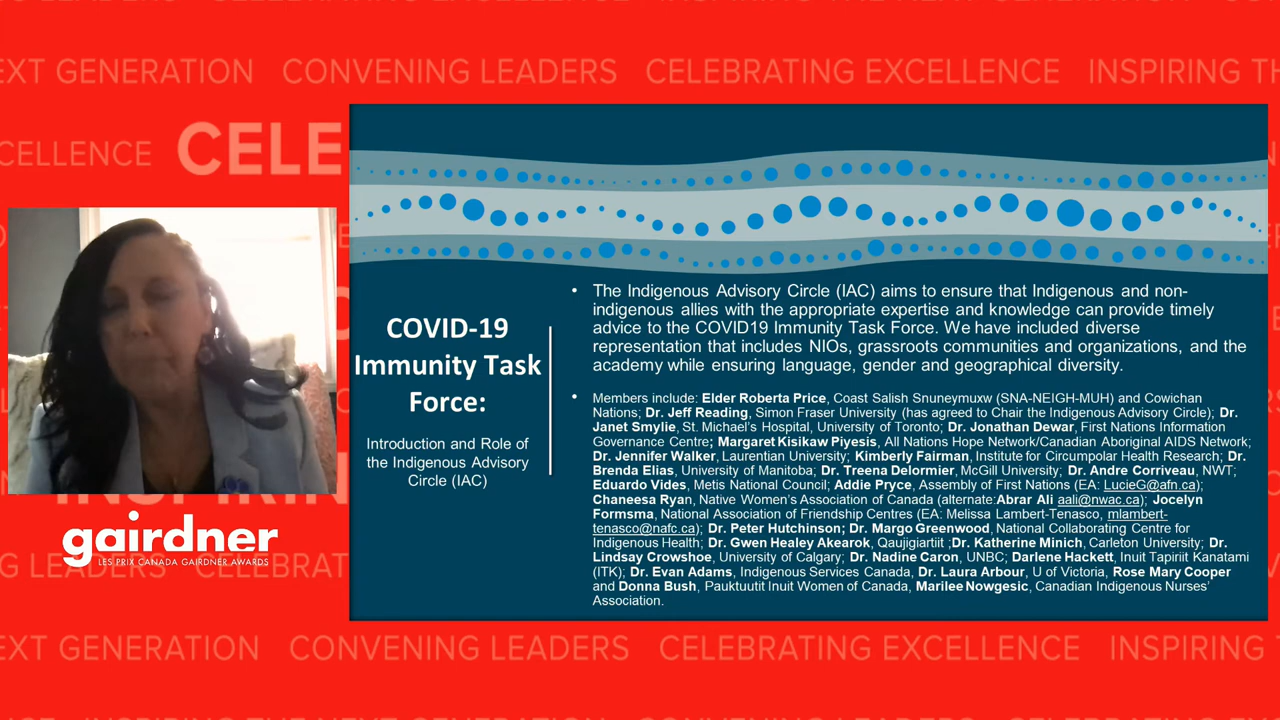 S LEADERS CELEBRATING EXCELLENCE INSPIRING THE NEXT GENERATION CON
EXT GENERATION CONVENING LEADERS CELEBRATING EXCELLENCE INSPIRING TH
CELLENCE CELE
COVID-19
Immunity Task
Force:
Introduction and Role of
the Indigenous Advisory
Circle (IAC)
• The Indigenous Advisory Circle (IAC) aims to ensure that Indigenous and non-
indigenous allies with the appropriate expertise and knowledge can provide timely
advice to the COVID19 Immunity Task Force. We have included diverse
representation that includes NIOs, grassroots communities and organizations, and the
academy while ensuring language, gender and geographical diversity.
• Members include: Elder Roberta Price, Coast Salish Snuneymuxw (SNA-NEIGH-MUH) and Cowichan
Nations; Dr. Jeff Reading, Simon Fraser University (has agreed to Chair the Indigenous Advisory Circle); Dr.
Janet Smylie, St. Michael's Hospital, University of Toronto; Dr. Jonathan Dewar, First Nations Information
Governance Centre; Margaret Kisikaw Piyesis, All Nations Hope Network/Canadian Aboriginal AIDS Network;
Dr. Jennifer Walker, Laurentian University; Kimberly Fairman, Institute for Circumpolar Health Research; Dr.
Brenda Elias, University of Manitoba; Dr. Treena Delormier, McGill University; Dr. Andre Corriveau, NWT;
Eduardo Vides, Metis National Council; Addie Pryce, Assembly of First Nations (EA: LucieG@afn.ca);
Chaneesa Ryan, Native Women's Association of Canada (alternate:Abrar Ali aali@nwac.ca); Jocelyn
Formsma, National Association of Friendship Centres (EA: Melissa Lambert-Tenasco, mlambert-
tenasco@nafc.ca); Dr. Peter Hutchinson; Dr. Margo Greenwood, National Collaborating Centre for
Indigenous Health; Dr. Gwen Healey Akearok, Qaujigiartiit ;Dr. Katherine Minich, Carleton University; Dr.
Lindsay Crowshoe, University of Calgary; Dr. Nadine Caron, UNBC; Darlene Hackett, Inuit Tapiriit Kanatami
(ITK); Dr. Evan Adams, Indigenous Services Canada, Dr. Laura Arbour, U of Victoria, Rose Mary Cooper
and Donna Bush, Pauktuutit Inuit Women of Canada, Marilee Nowgesic, Canadian Indigenous Nurses'
Association.
INSPIRIN
gairdner
LES PRIX CANADA GAIRDNER AWARDS
G LEADERS
EXT GENERATION CONVENING LEADERS CELEBRATING EXCELLENCE INSPIRING